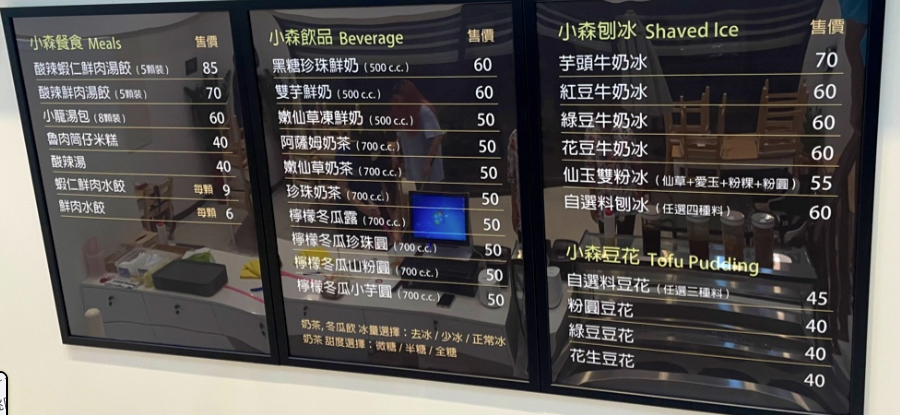 小森餐食 Meals 售價
酸辣蝦仁鮮肉湯餃（5顆裝） 85
酸辣鮮肉湯餃（5顆裝） 70
小籠湯包（8顆裝） 60
魯肉筒仔米糕 40
酸辣湯 40
蝦仁鮮肉水餃 每顆 9
鮮肉水餃 每顆 6
小森飲品 Beverage 售價
黑糖珍珠鮮奶（500 c.c.） 60
雙芋鮮奶（500 c.c.） 60
嫩仙草凍鮮奶（500 c.c.） 50
阿薩姆奶茶（700 c.c.） 50
嫩仙草奶茶（700 c.c.） 50
珍珠奶茶（700 c.c.） 50
檸檬冬瓜露（700 c.c.） 50
檸檬冬瓜珍珠圓（700 c.c.） 50
檸檬冬瓜山粉圓（700 c.c.） 50
檸檬冬瓜小芋圓（700 c.c.） 50
奶茶, 冬瓜飲 冰量選擇：去冰 / 少冰 / 正常冰
奶茶 甜度選擇：微糖 / 半糖 / 全糖
小森刨冰 Shaved Ice 售價
芋頭牛奶冰 70
紅豆牛奶冰 60
綠豆牛奶冰 60
花豆牛奶冰 60
仙玉雙粉冰（仙草+愛玉+粉粿+粉圓） 55
自選料刨冰（任選四種料） 60
小森豆花 Tofu Pudding
自選料豆花（任選三種料） 45
粉圓豆花 40
綠豆豆花 40
花生豆花 40